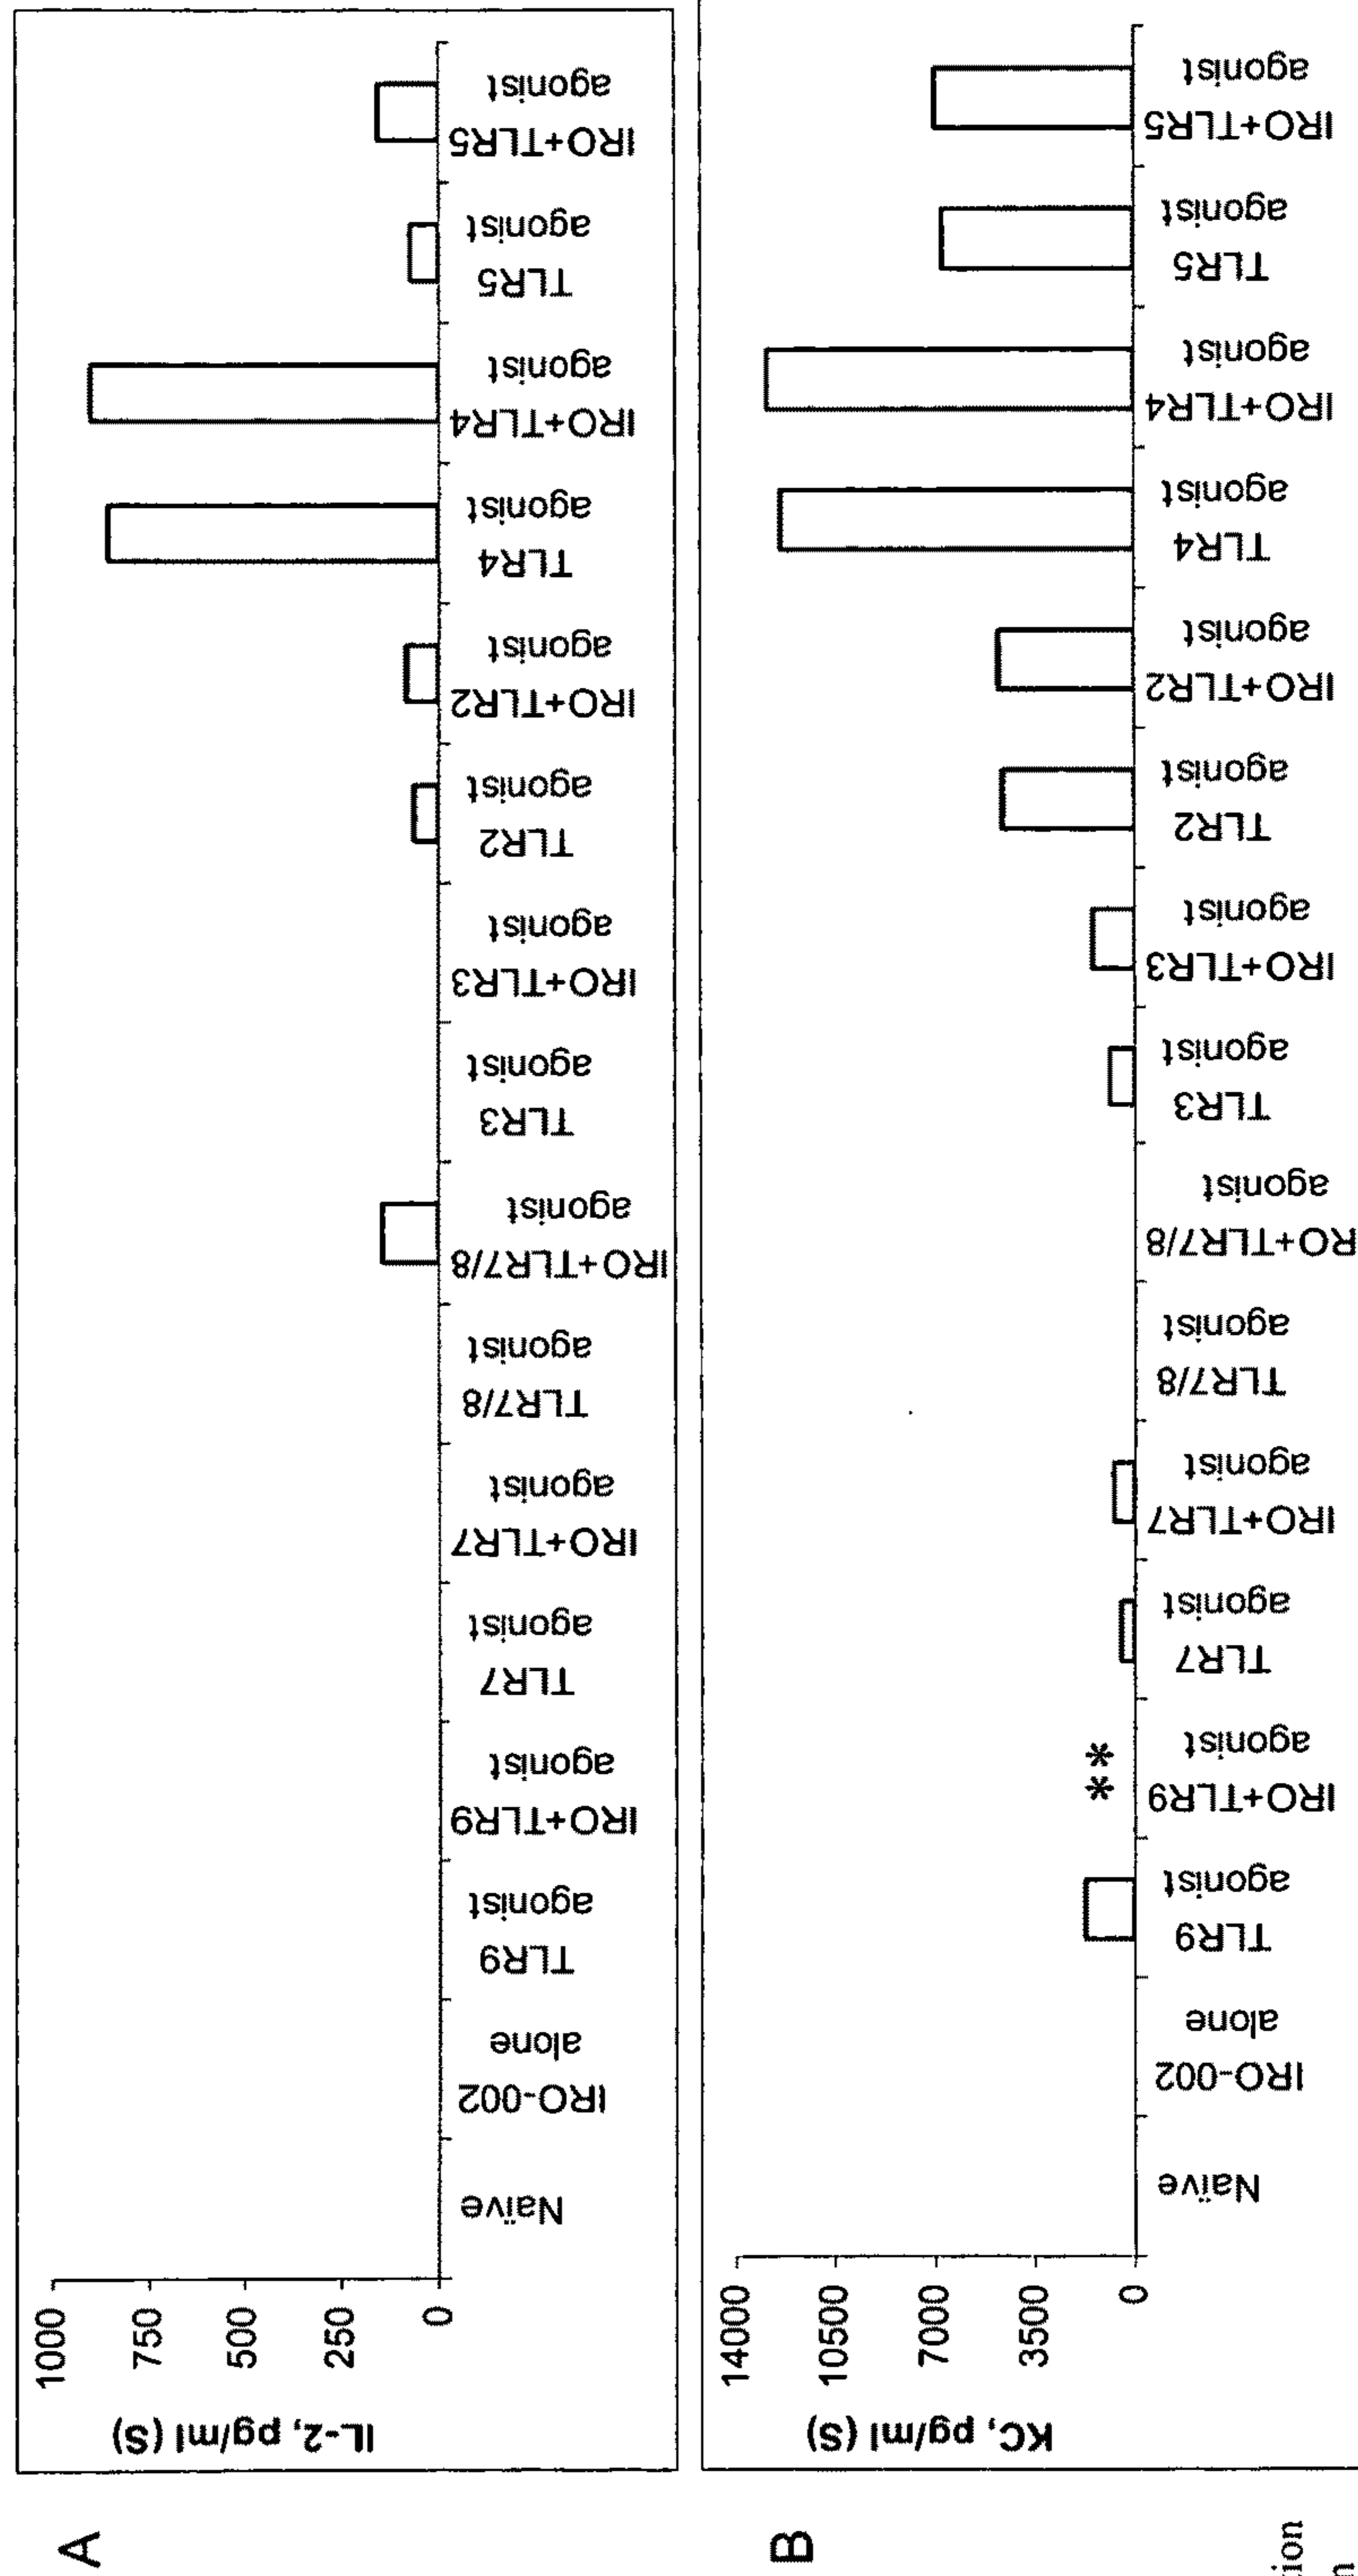 A
IL-2, pg/ml (S)
1000
750
500
250
0
Naïve
IRO-002
alone
TLR9
agonist
IRO+TLR9
agonist
TLR7
agonist
IRO+TLR7
agonist
TLR7/8
agonist
IRO+TLR7/8
agonist
TLR3
agonist
IRO+TLR3
agonist
TLR2
agonist
IRO+TLR2
agonist
TLR4
agonist
IRO+TLR4
agonist
TLR5
agonist
IRO+TLR5
agonist
B
KC, pg/ml (S)
14000
10500
7000
3500
0
**
Naïve
IRO-002
alone
TLR9
agonist
IRO+TLR9
agonist
TLR7
agonist
IRO+TLR7
agonist
TLR7/8
agonist
RO+TLR7/8
agonist
TLR3
agonist
IRO+TLR3
agonist
TLR2
agonist
IRO+TLR2
agonist
TLR4
agonist
IRO+TLR4
agonist
TLR5
agonist
IRO+TLR5
agonist